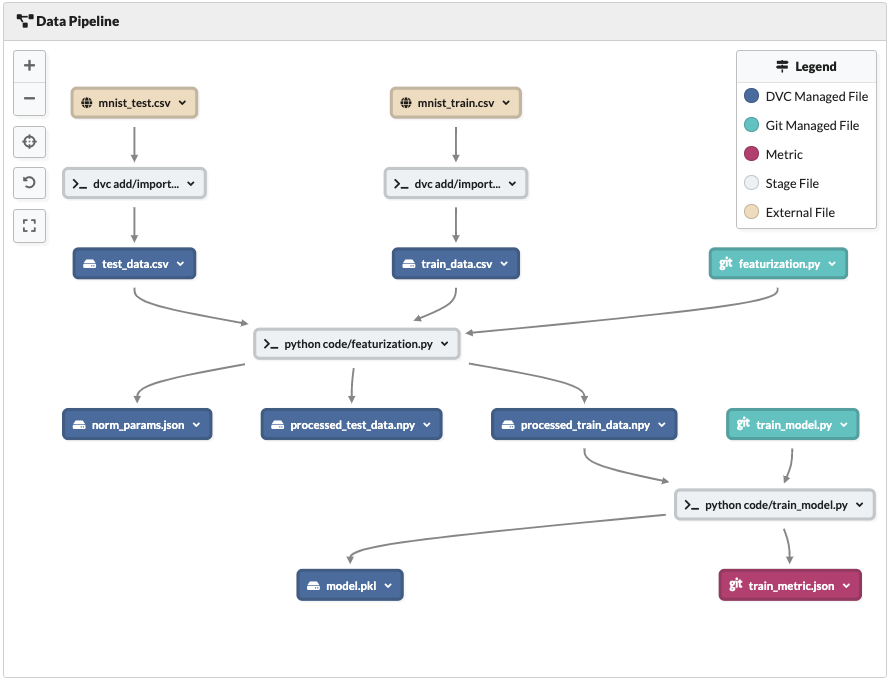 Data Pipeline
+
−
Legend
DVC Managed File
Git Managed File
Metric
Stage File
External File
mnist_test.csv
mnist_train.csv
>_ dvc add/import...
>_ dvc add/import...
test_data.csv
train_data.csv
git featurization.py
>_ python code/featurization.py
norm_params.json
processed_test_data.npy
processed_train_data.npy
git train_model.py
>_ python code/train_model.py
model.pkl
git train_metric.json